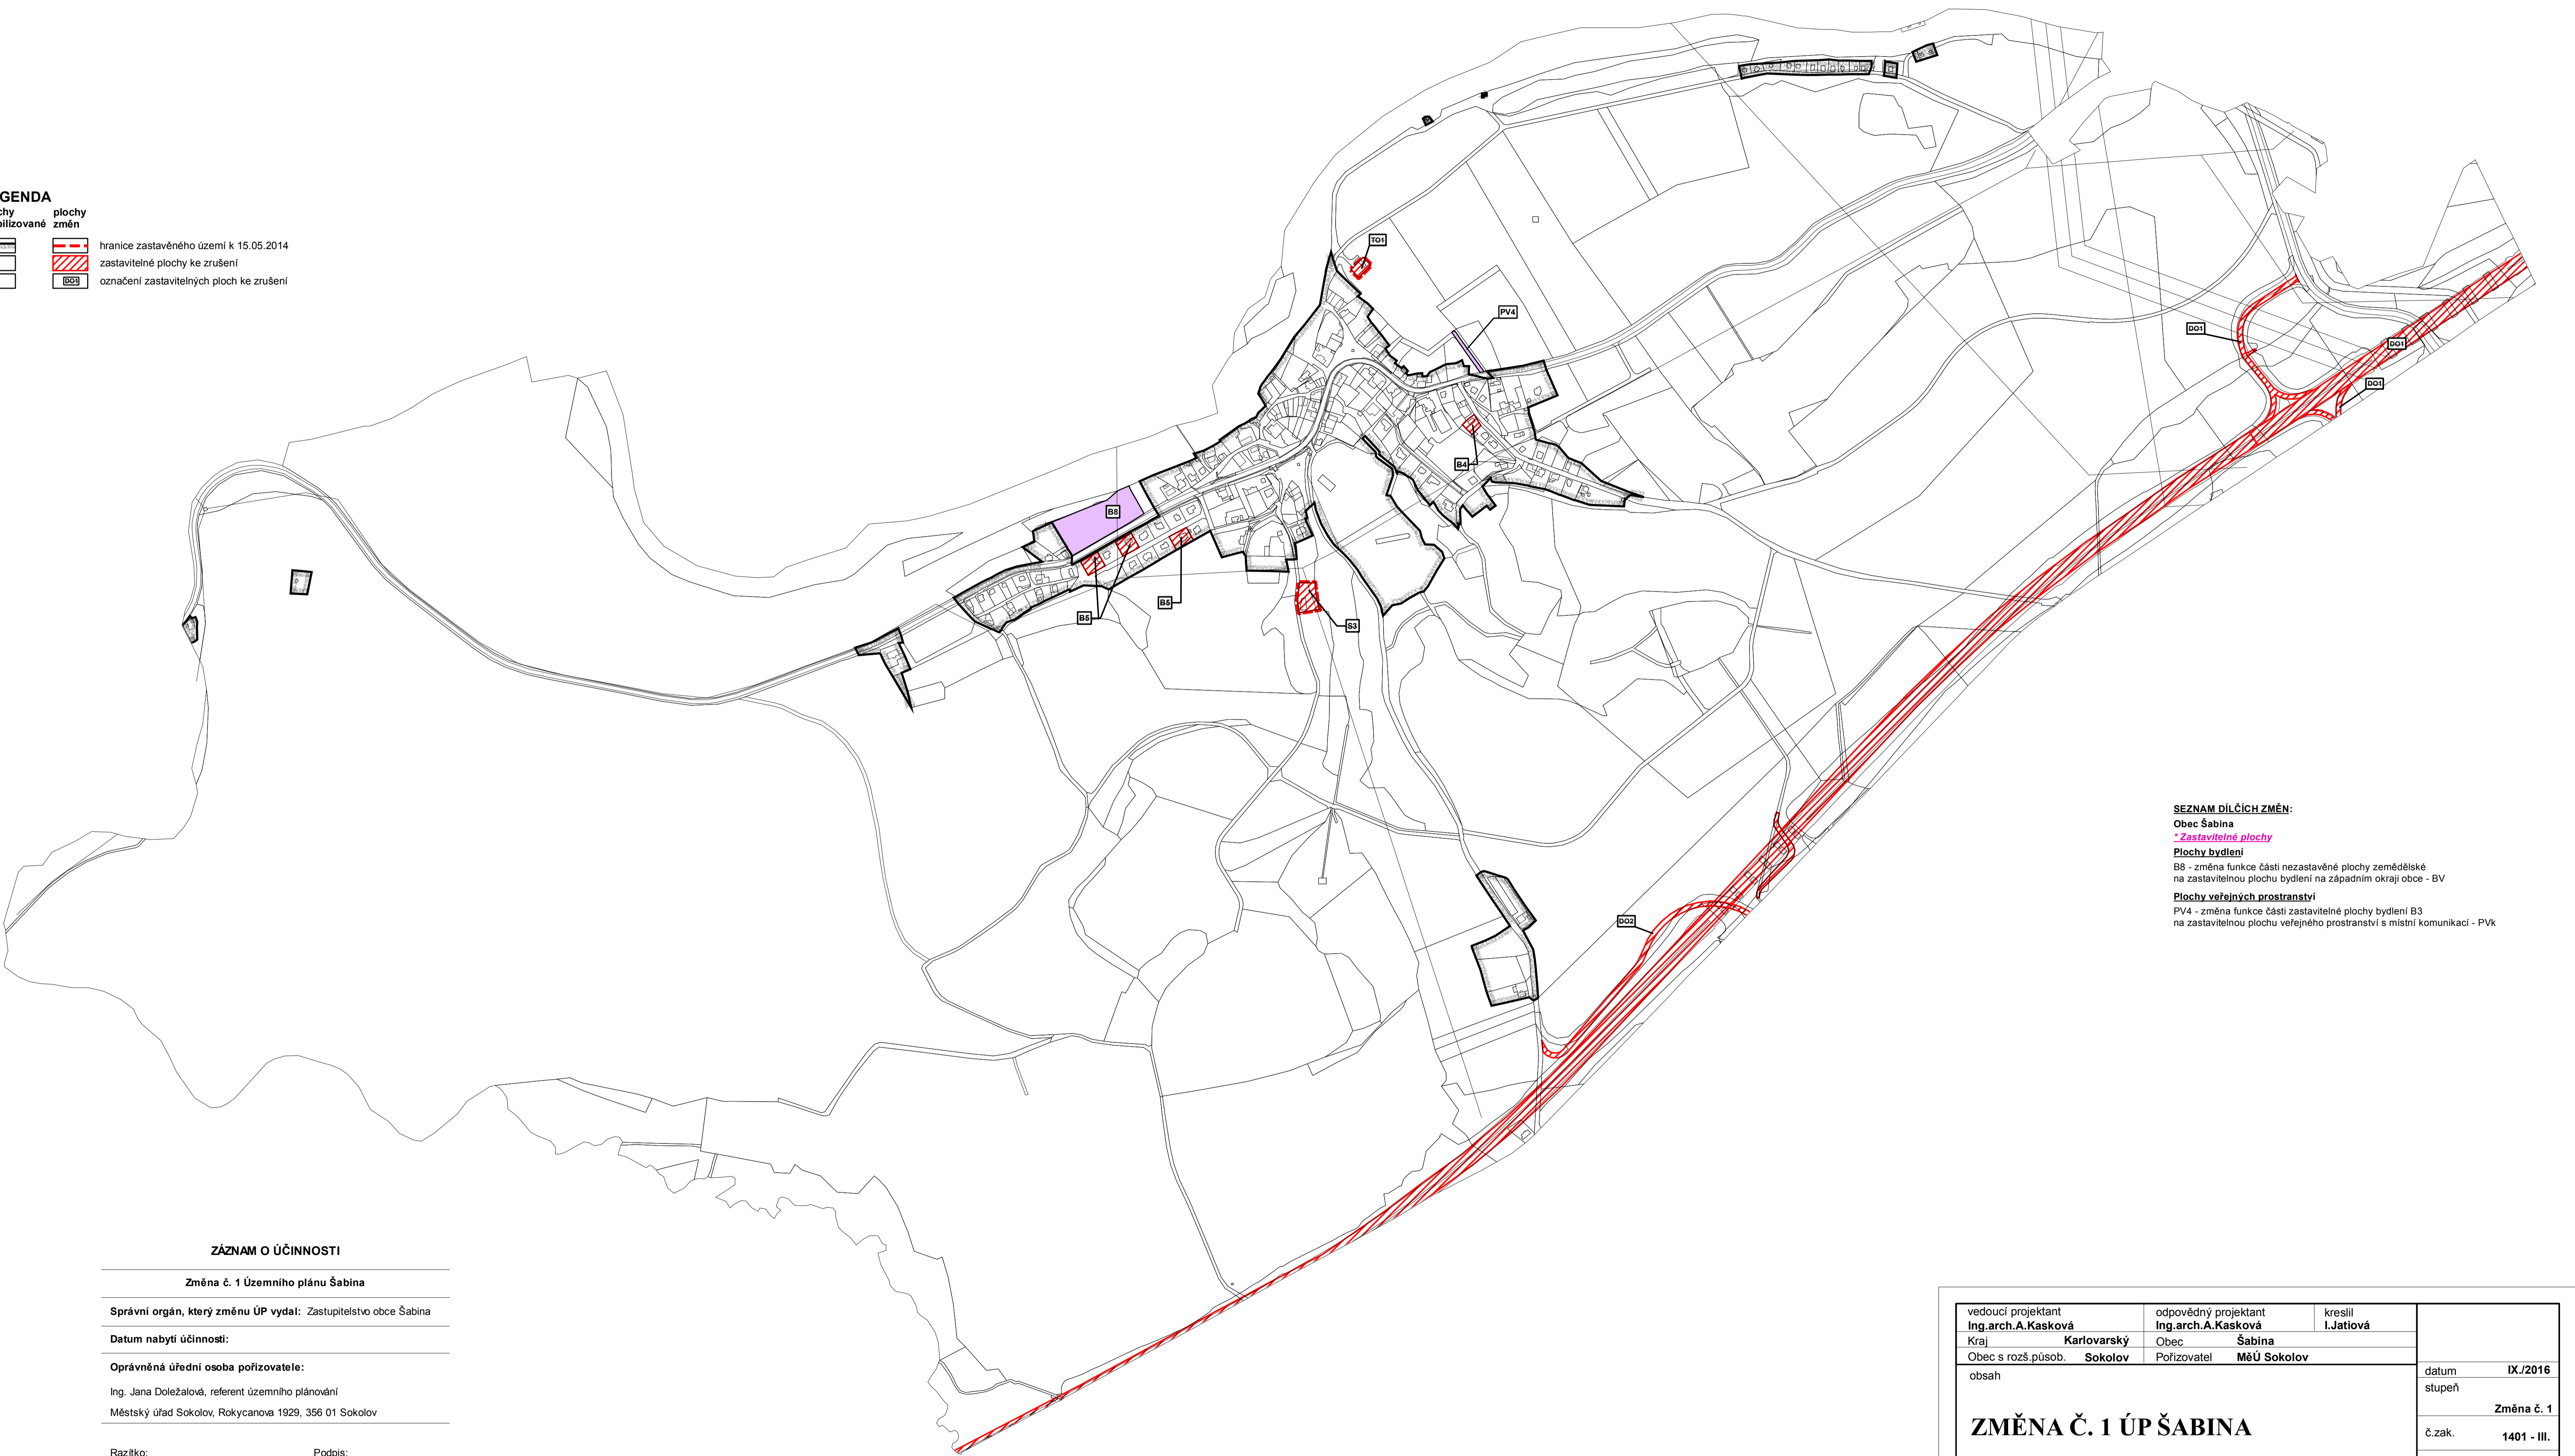 GENDA
chy plochy
bilizované změn
hranice zastavěného území k 15.05.2014
zastavitelné plochy ke zrušení
DO1 označení zastavitelných ploch ke zrušení
TO1
PV4
DO1
DO1
DO1
B4
B8
B5
B5
S3
DO2
SEZNAM DÍLČÍCH ZMĚN:
Obec Šabina
* Zastavitelné plochy
Plochy bydlení
B8 - změna funkce části nezastavěné plochy zemědělské
na zastavitelnou plochu bydlení na západním okraji obce - BV
Plochy veřejných prostranství
PV4 - změna funkce části zastavitelné plochy bydlení B3
na zastavitelnou plochu veřejného prostranství s místní komunikací - PVk
ZÁZNAM O ÚČINNOSTI
Změna č. 1 Územního plánu Šabina
Správní orgán, který změnu ÚP vydal: Zastupitelstvo obce Šabina
Datum nabytí účinnosti:
Oprávněná úřední osoba pořizovatele:
Ing. Jana Doležalová, referent územního plánování
Městský úřad Sokolov, Rokycanova 1929, 356 01 Sokolov
Razítko: Podpis:
vedoucí projektant odpovědný projektant kreslil
Ing.arch.A.Kasková Ing.arch.A.Kasková I.Jatiová
Kraj Karlovarský Obec Šabina
Obec s rozš.působ. Sokolov Pořizovatel MěÚ Sokolov
obsah
datum IX./2016
stupeň
Změna č. 1
ZMĚNA Č. 1 ÚP ŠABINA
č.zak. 1401 - III.